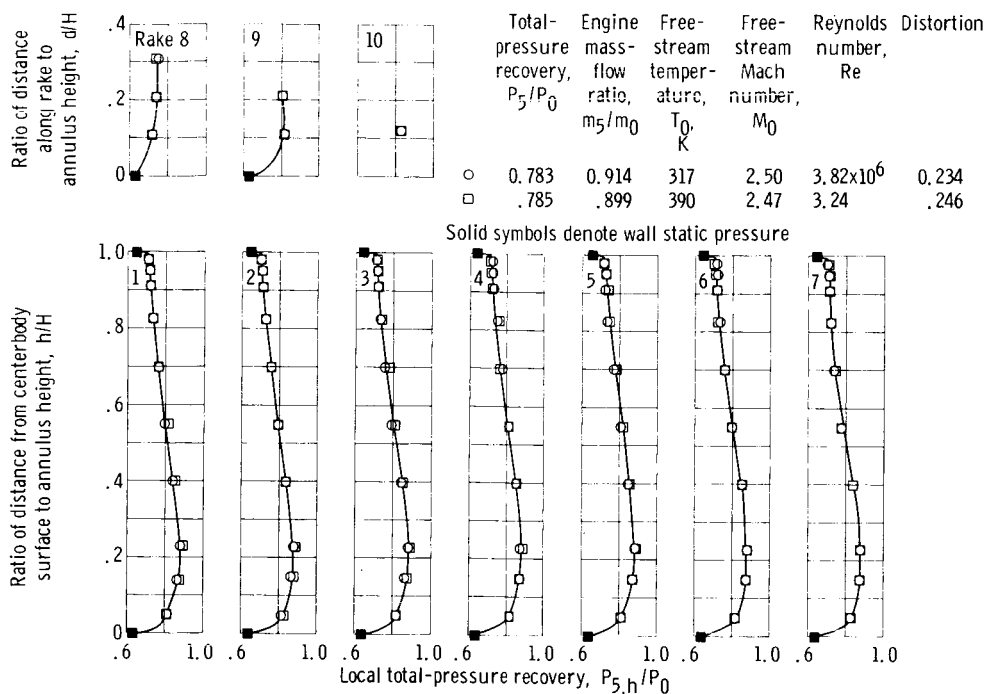 Ratio of distance
along rake to
annulus height, d/H
.4
.2
0
Rake 8
9
10
Total-
pressure
recovery,
P5/P0
Engine
mass-
flow
ratio,
m5/m0
Free-
stream
temper-
ature,
T0,
K
Free-
stream
Mach
number,
M0
Reynolds
number,
Re
Distortion
○ 0.783 0.914 317 2.50 3.82x10^6 0.234
□ .785 .899 390 2.47 3.24 .246
Solid symbols denote wall static pressure
Ratio of distance from centerbody
surface to annulus height, h/H
1.0
.8
.6
.4
.2
0
1
2
3
4
5
6
7
.6 1.0 .6 1.0 .6 1.0 .6 1.0 .6 1.0 .6 1.0 .6 1.0
Local total-pressure recovery, P5,h/P0